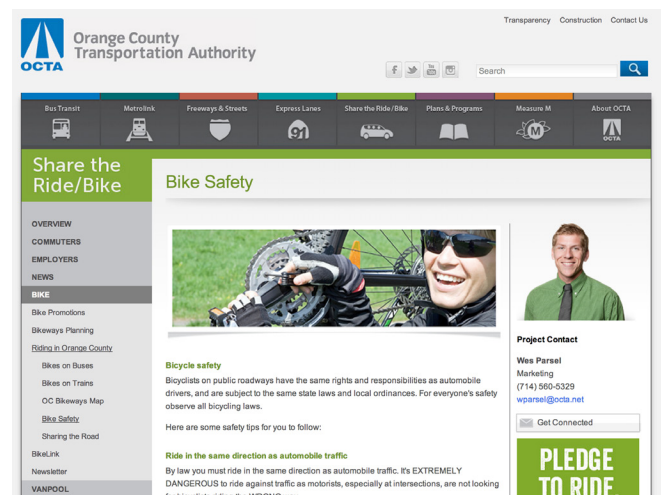 Transparency Construction Contact Us
OCTA
Orange County
Transportation Authority
f
You
Search
Bus Transit Metrolink Freeways & Streets Express Lanes Share the Ride/Bike Plans & Programs Measure M About OCTA
91
M
OCTA
Share the
Ride/Bike
Bike Safety
OVERVIEW
COMMUTERS
EMPLOYERS
NEWS
BIKE
Bike Promotions
Bikeways Planning
Riding in Orange County
Bikes on Buses
Bikes on Trains
OC Bikeways Map
Bike Safety
Sharing the Road
BikeLink
Newsletter
VANPOOL
Bicycle safety
Bicyclists on public roadways have the same rights and responsibilities as automobile
drivers, and are subject to the same state laws and local ordinances. For everyone's safety
observe all bicycling laws.
Here are some safety tips for you to follow:
Ride in the same direction as automobile traffic
By law you must ride in the same direction as automobile traffic. It's EXTREMELY
DANGEROUS to ride against traffic as motorists, especially at intersections, are not looking
Project Contact
Wes Parsel
Marketing
(714) 560-5329
wparsel@octa.net
Get Connected
PLEDGE
TO RIDE